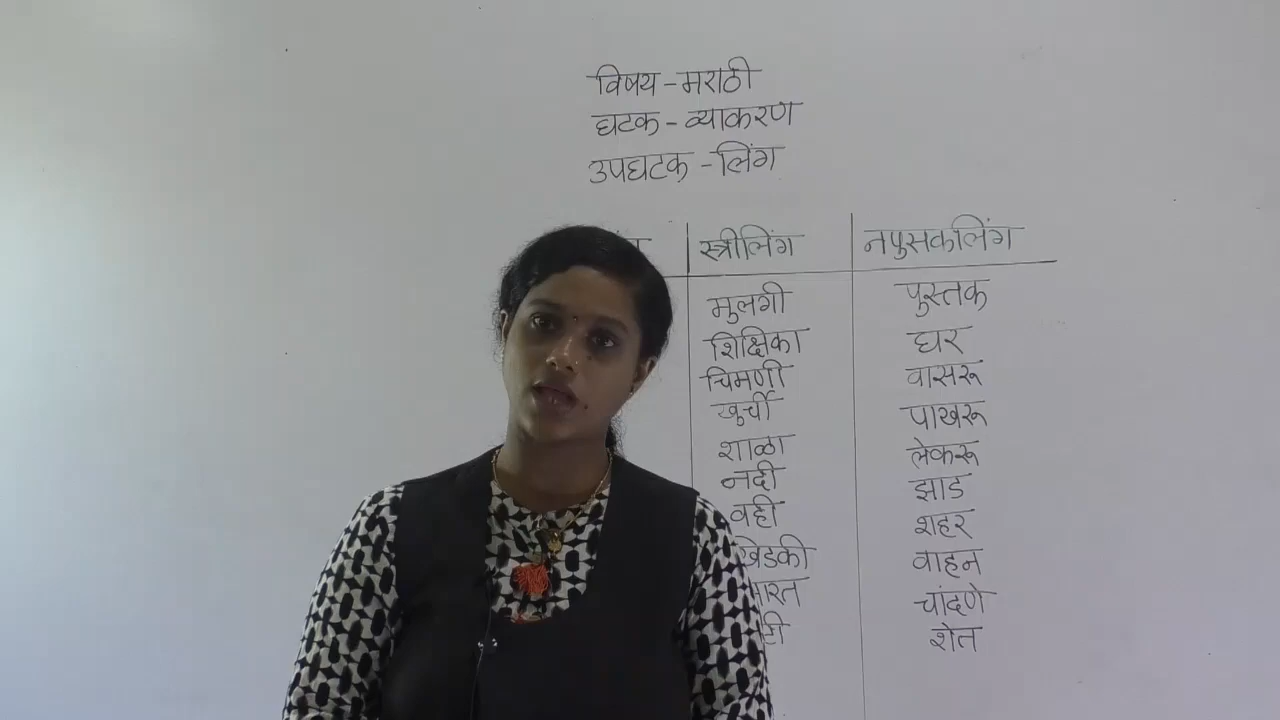 विषय - मराठी
घटक - व्याकरण
उपघटक - लिंग
स्त्रीलिंग नपुसकलिंग
मुलगी पुस्तक
शिक्षिका घर
चिमणी वासरू
खुर्ची पाखरू
शाळा लेकरू
नदी झाड
वही शहर
वाहन
चांदणे
शेत